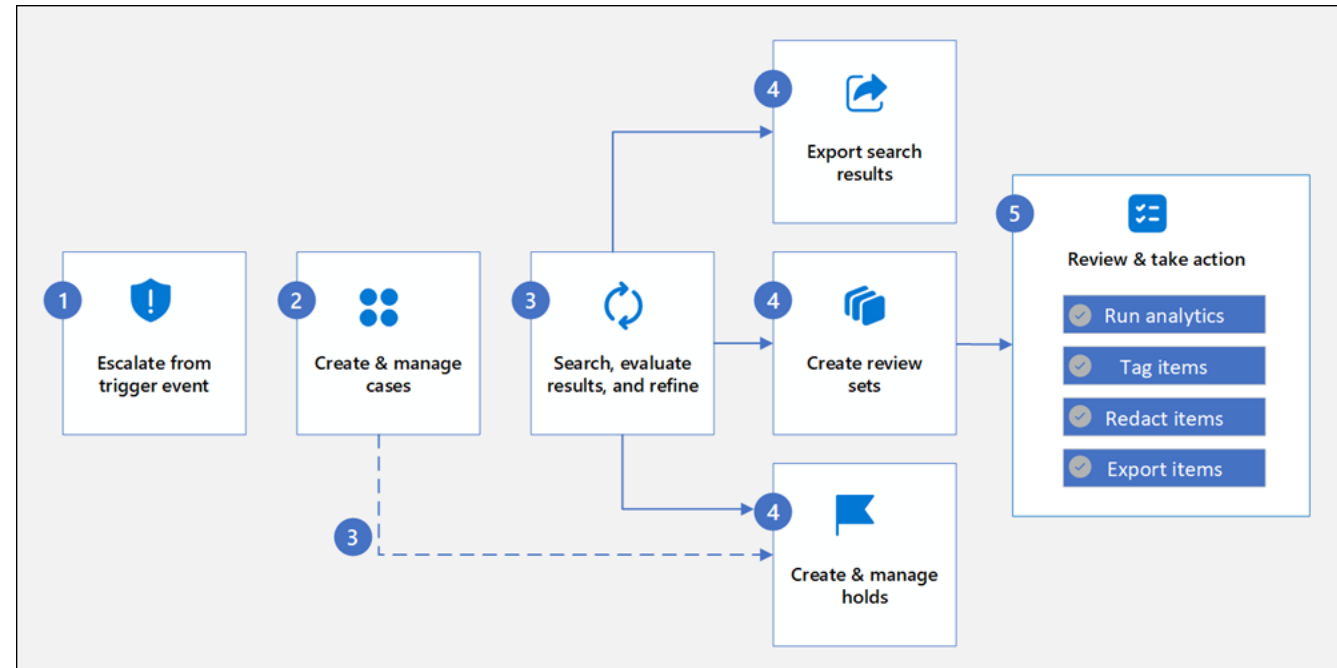 1
Escalate from
trigger event
2
Create & manage
cases
3
Search, evaluate
results, and refine
4
Export search
results
4
Create review
sets
3
4
Create & manage
holds
5
Review & take action
Run analytics
Tag items
Redact items
Export items